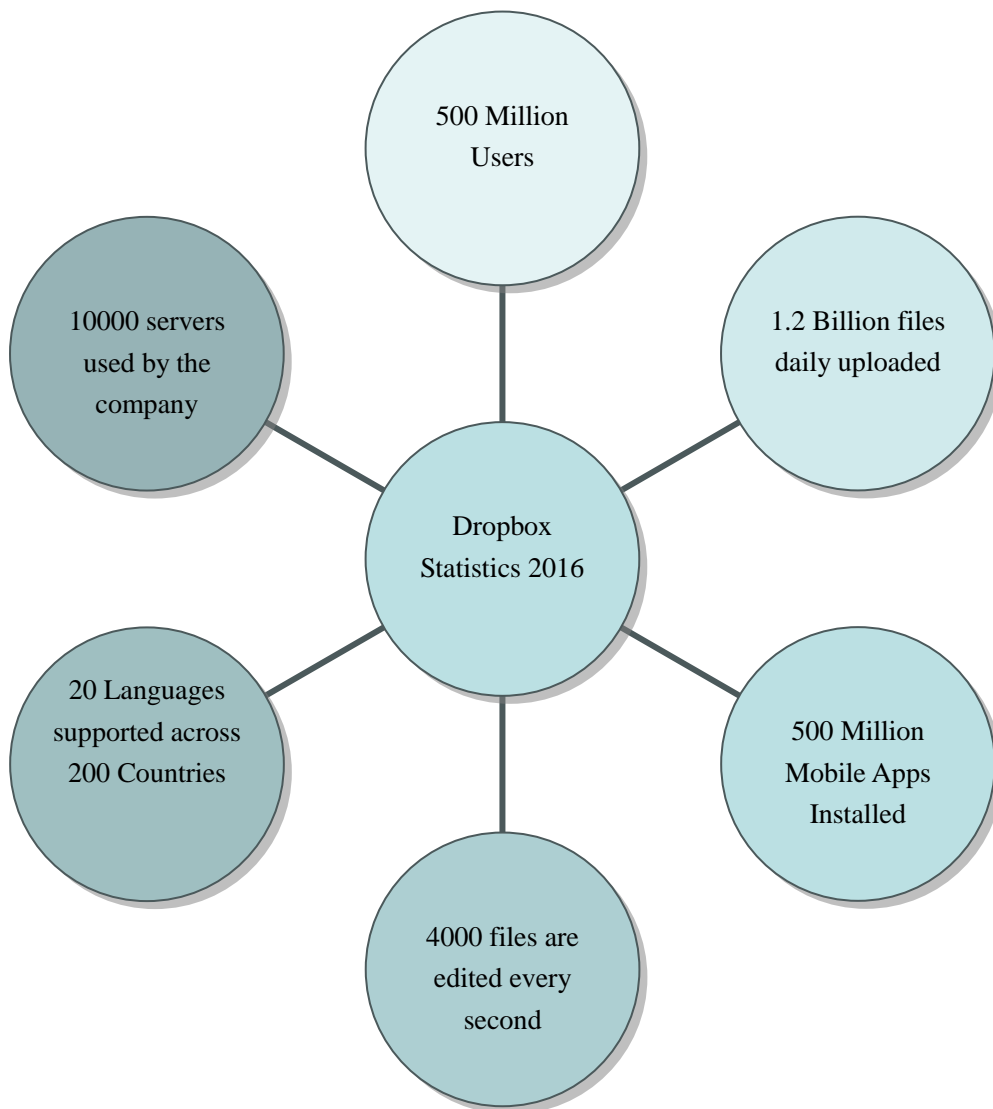 500 Million
Users
1.2 Billion files
daily uploaded
500 Million
Mobile Apps
Installed
4000 files are
edited every
second
20 Languages
supported across
200 Countries
10000 servers
used by the
company
Dropbox
Statistics 2016